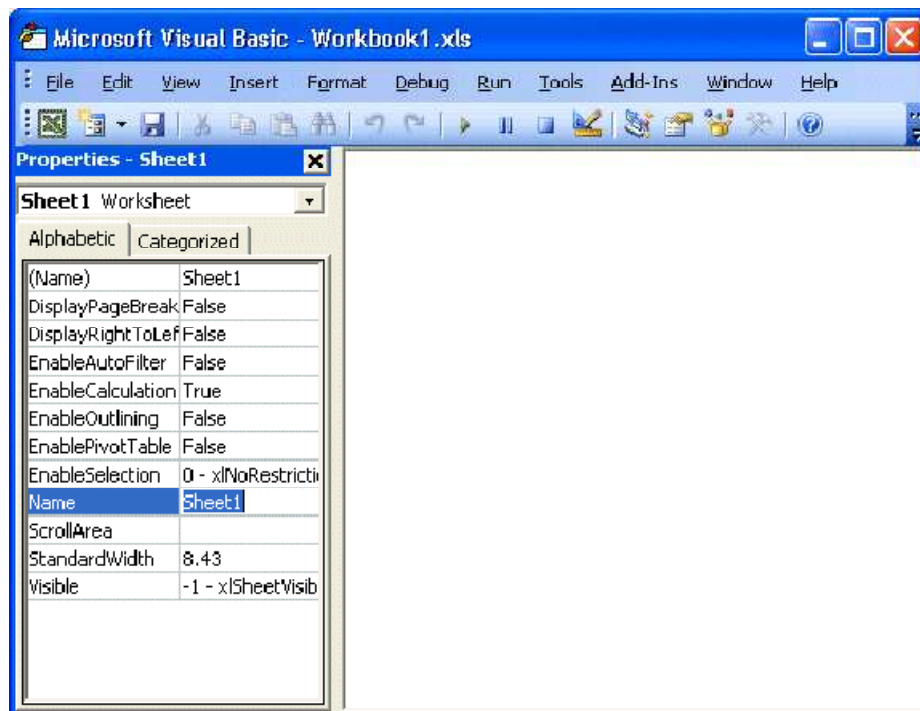 Microsoft Visual Basic - Workbook1.xls
File Edit View Insert Format Debug Run Tools Add-Ins Window Help
Properties - Sheet1
Sheet1 Worksheet
Alphabetic Categorized
(Name) Sheet1
DisplayPageBreak False
DisplayRightToLef False
EnableAutoFilter False
EnableCalculation True
EnableOutlining False
EnablePivotTable False
EnableSelection 0 - xlNoRestrictio
Name Sheet1
ScrollArea
StandardWidth 8.43
Visible -1 - xlSheetVisib